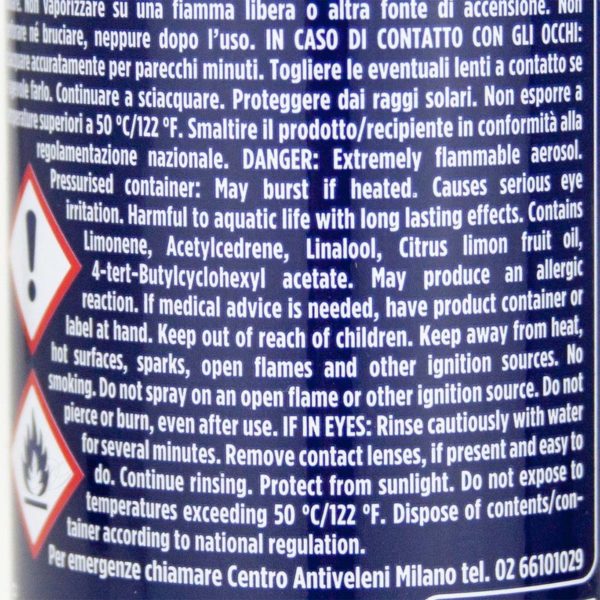 Non vaporizzare su una fiamma libera o altra fonte di accensione. Non
né bruciare, neppure dopo l'uso. IN CASO DI CONTATTO CON GLI OCCHI:
accuratamente per parecchi minuti. Togliere le eventuali lenti a contatto se
farlo. Continuare a sciacquare. Proteggere dai raggi solari. Non esporre a
superiori a 50 °C/122 °F. Smaltire il prodotto/recipiente in conformità alla
regolamentazione nazionale. DANGER: Extremely flammable aerosol.
Pressurised container: May burst if heated. Causes serious eye
irritation. Harmful to aquatic life with long lasting effects. Contains
Limonene, Acetylcedrene, Linalool, Citrus limon fruit oil,
4-tert-Butylcyclohexyl acetate. May produce an allergic
reaction. If medical advice is needed, have product container or
label at hand. Keep out of reach of children. Keep away from heat,
hot surfaces, sparks, open flames and other ignition sources. No
smoking. Do not spray on an open flame or other ignition source. Do not
pierce or burn, even after use. IF IN EYES: Rinse cautiously with water
for several minutes. Remove contact lenses, if present and easy to
do. Continue rinsing. Protect from sunlight. Do not expose to
temperatures exceeding 50 °C/122 °F. Dispose of contents/con-
tainer according to national regulation.
Per emergenze chiamare Centro Antiveleni Milano tel. 02 66101029